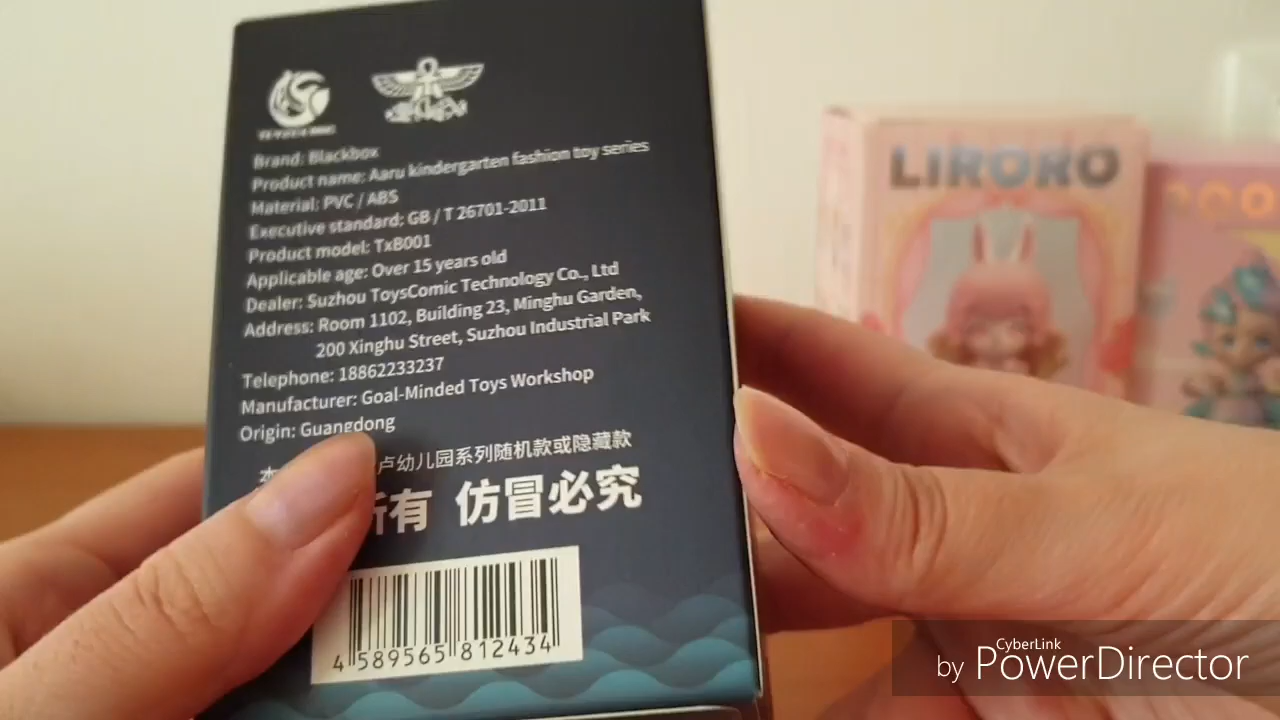 Brand: Blackbox
Product name: Aaru kindergarten fashion toy series
Material: PVC / ABS
Executive standard: GB / T 26701-2011
Product model: TxB001
Applicable age: Over 15 years old
Dealer: Suzhou ToysComic Technology Co., Ltd
Address: Room 1102, Building 23, Minghu Garden,
200 Xinghu Street, Suzhou Industrial Park
Telephone: 18862233237
Manufacturer: Goal-Minded Toys Workshop
Origin: Guangdong
本
卢幼儿园系列随机款或隐藏款
所有 仿冒必究
4 589565 812434
LIRORO
CyberLink
by PowerDirector